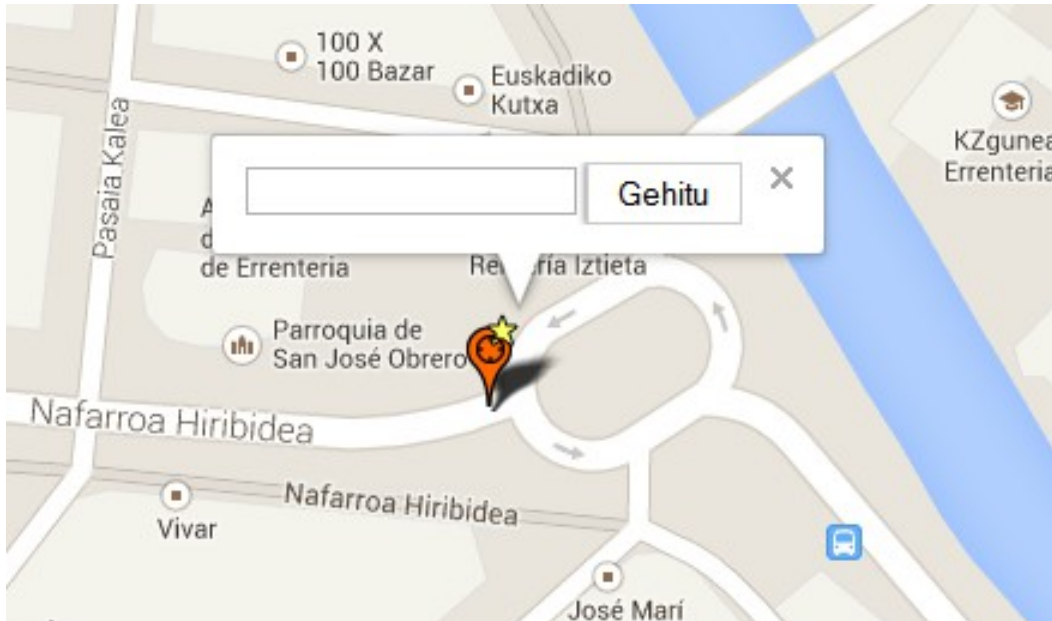 100 X
100 Bazar
Euskadiko
Kutxa
KZgunea
Errenteria
Pasaia Kalea
Gehitu
A
d
de Errenteria
Iztieta
Parroquia de
San José Obrero
Nafarroa Hiribidea
Nafarroa Hiribidea
Vivar
José Marí